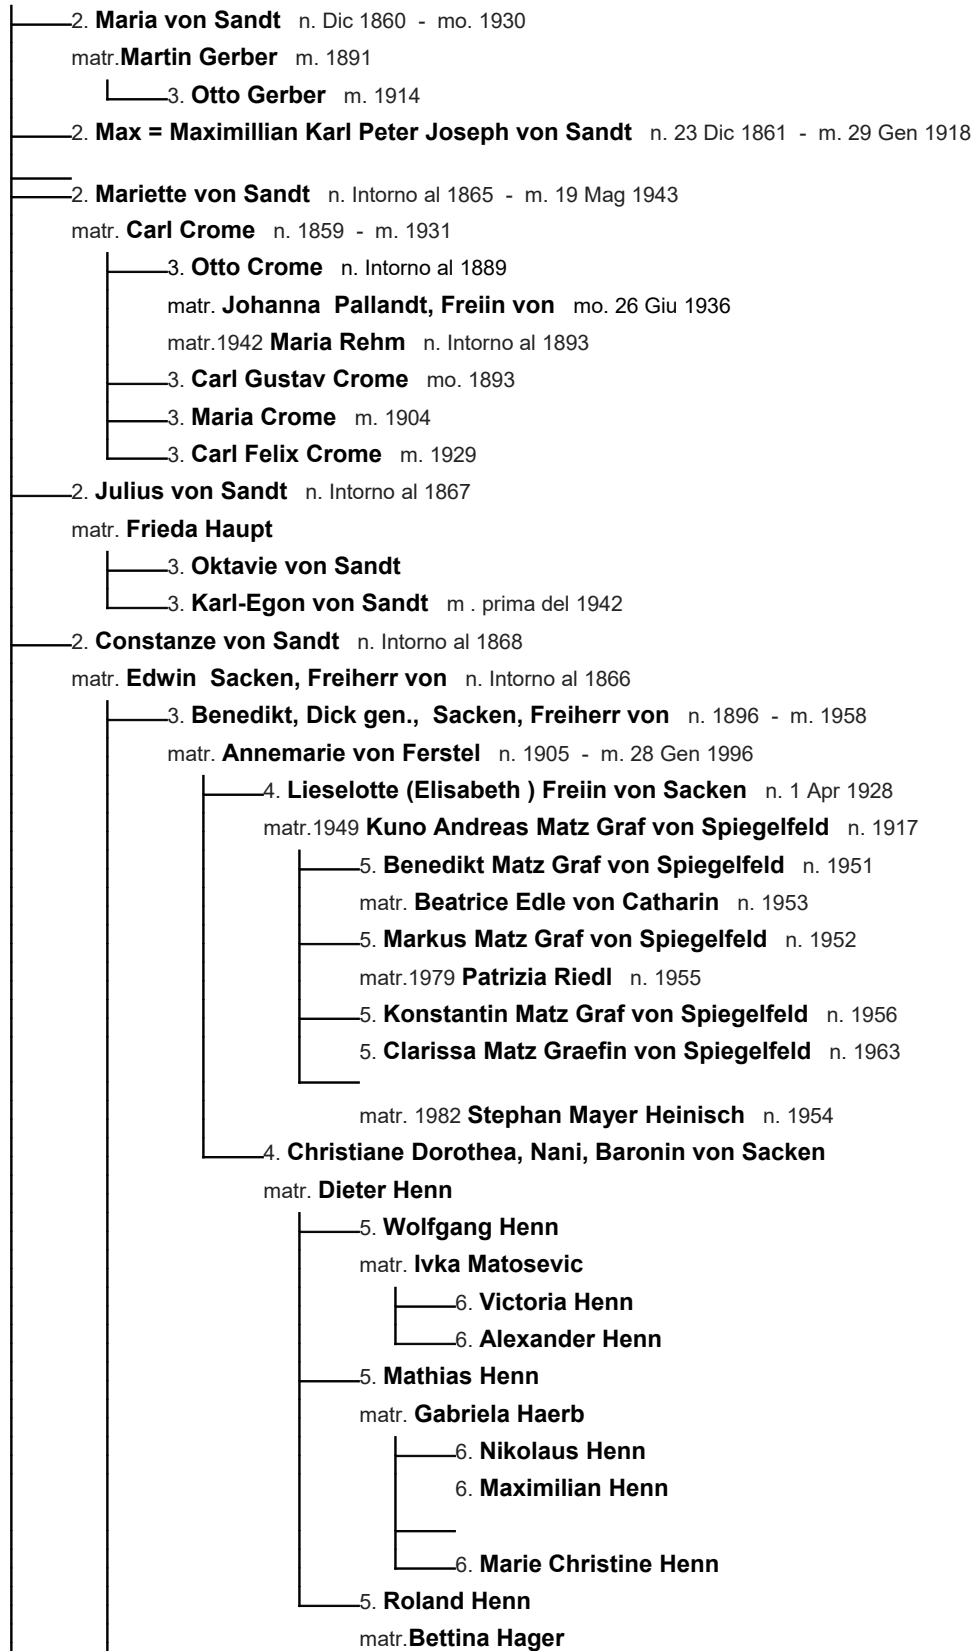 2. Maria von Sandt n. Dic 1860 - mo. 1930
matr.Martin Gerber m. 1891
3. Otto Gerber m. 1914
2. Max = Maximillian Karl Peter Joseph von Sandt n. 23 Dic 1861 - m. 29 Gen 1918
2. Mariette von Sandt n. Intorno al 1865 - m. 19 Mag 1943
matr. Carl Crome n. 1859 - m. 1931
3. Otto Crome n. Intorno al 1889
matr. Johanna Pallandt, Freiin von mo. 26 Giu 1936
matr.1942 Maria Rehm n. Intorno al 1893
3. Carl Gustav Crome mo. 1893
3. Maria Crome m. 1904
3. Carl Felix Crome m. 1929
2. Julius von Sandt n. Intorno al 1867
matr. Frieda Haupt
3. Oktavie von Sandt
3. Karl-Egon von Sandt m . prima del 1942
2. Constanze von Sandt n. Intorno al 1868
matr. Edwin Sacken, Freiherr von n. Intorno al 1866
3. Benedikt, Dick gen., Sacken, Freiherr von n. 1896 - m. 1958
matr. Annemarie von Ferstel n. 1905 - m. 28 Gen 1996
4. Lieselotte (Elisabeth ) Freiin von Sacken n. 1 Apr 1928
matr.1949 Kuno Andreas Matz Graf von Spiegelfeld n. 1917
5. Benedikt Matz Graf von Spiegelfeld n. 1951
matr. Beatrice Edle von Catharin n. 1953
5. Markus Matz Graf von Spiegelfeld n. 1952
matr.1979 Patrizia Riedl n. 1955
5. Konstantin Matz Graf von Spiegelfeld n. 1956
5. Clarissa Matz Graefin von Spiegelfeld n. 1963
matr. 1982 Stephan Mayer Heinisch n. 1954
4. Christiane Dorothea, Nani, Baronin von Sacken
matr. Dieter Henn
5. Wolfgang Henn
matr. Ivka Matosevic
6. Victoria Henn
6. Alexander Henn
5. Mathias Henn
matr. Gabriela Haerb
6. Nikolaus Henn
6. Maximilian Henn
6. Marie Christine Henn
5. Roland Henn
matr.Bettina Hager